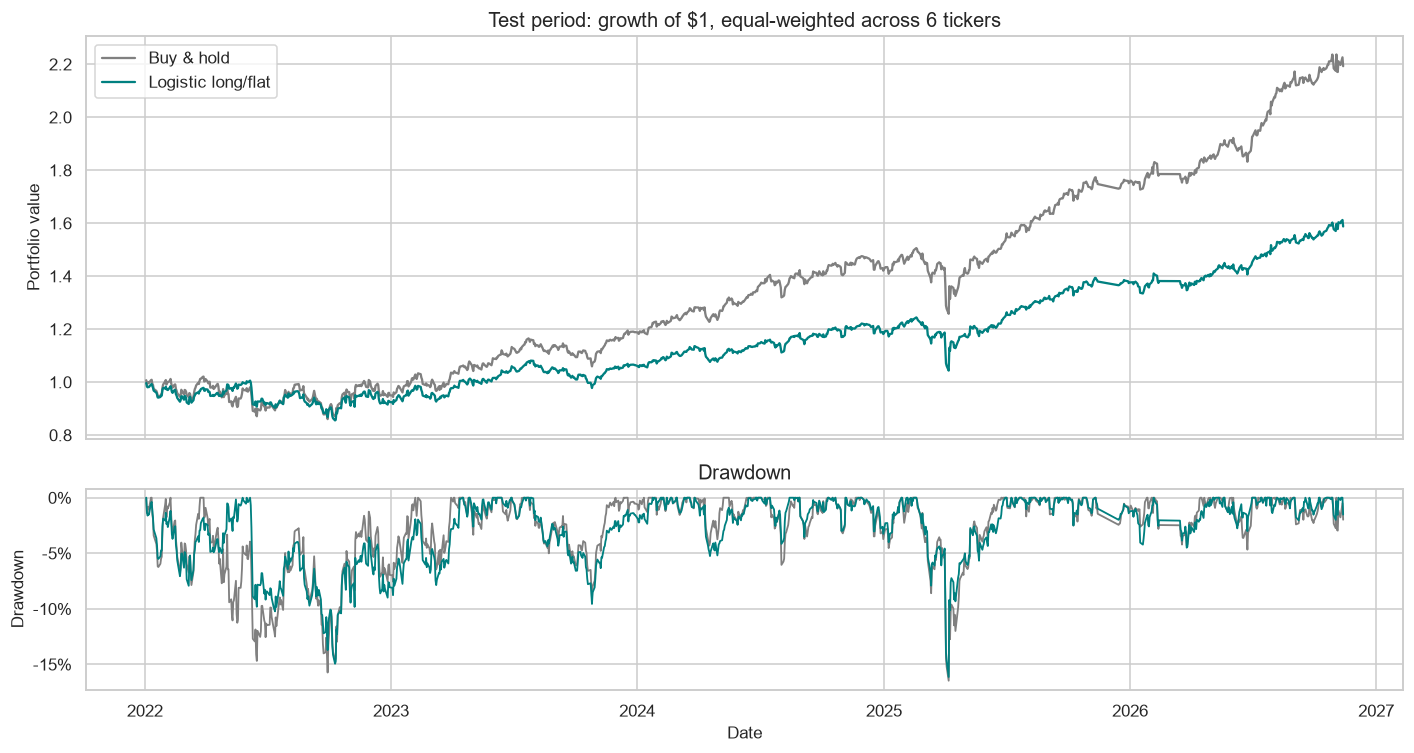 Test period: growth of $1, equal-weighted across 6 tickers
Buy & hold
Logistic long/flat
Portfolio value
2.2
2.0
1.8
1.6
1.4
1.2
1.0
0.8
Drawdown
Drawdown
0%
-5%
-10%
-15%
2022 2023 2024 2025 2026 2027
Date